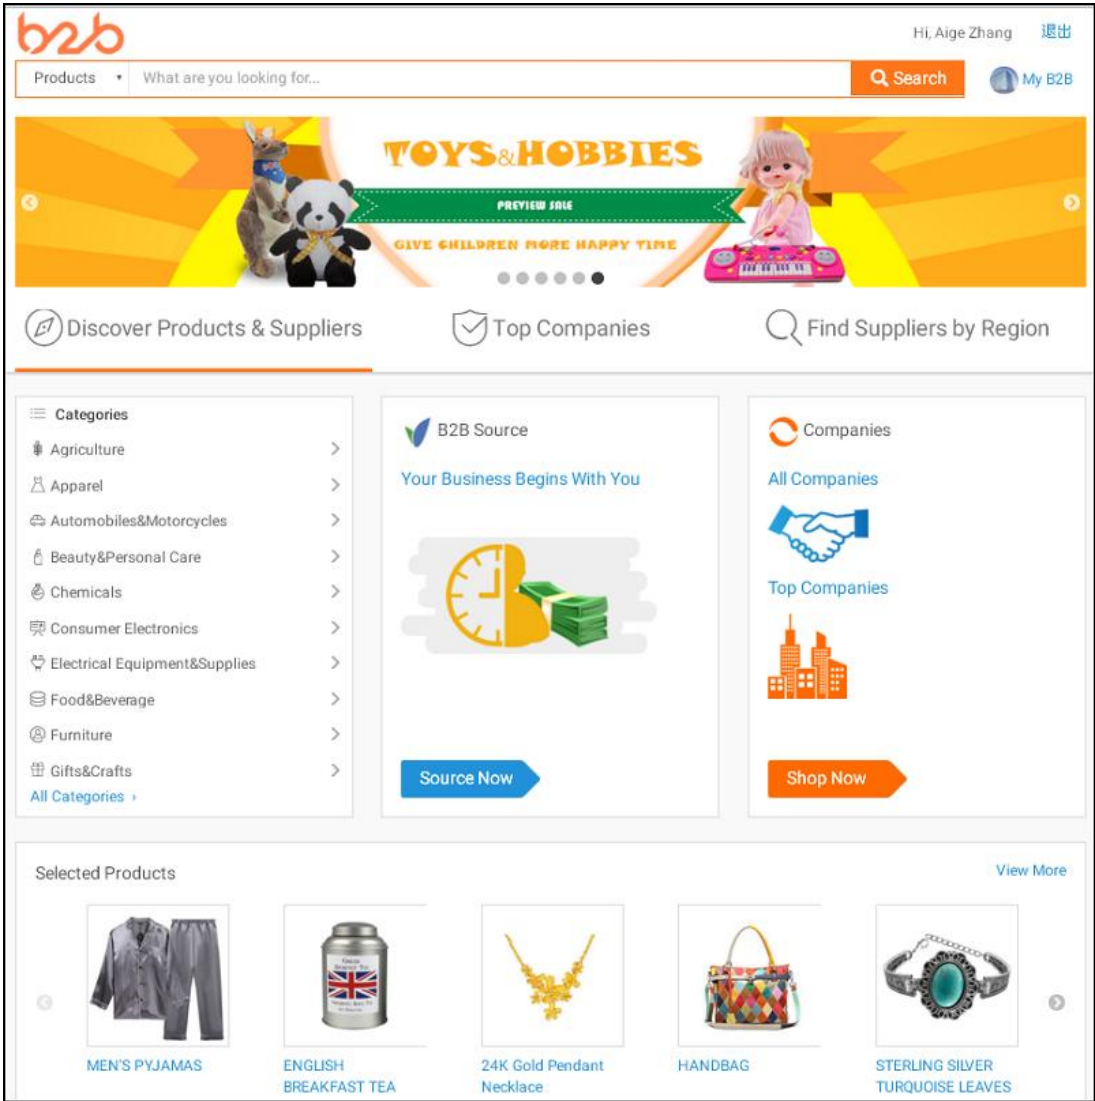 b2b
Hi, Aige Zhang 退出
Products What are you looking for... Search My B2B
TOYS&HOBBIES
PREVIEW SALE
GIVE CHILDREN MORE HAPPY TIME
Discover Products & Suppliers
Top Companies
Find Suppliers by Region
Categories
Agriculture
Apparel
Automobiles&Motorcycles
Beauty&Personal Care
Chemicals
Consumer Electronics
Electrical Equipment&Supplies
Food&Beverage
Furniture
Gifts&Crafts
All Categories ›
B2B Source
Your Business Begins With You
Source Now
Companies
All Companies
Top Companies
Shop Now
Selected Products
View More
ENGLISH
BREAKFAST TEA
MEN'S PYJAMAS
ENGLISH
BREAKFAST TEA
24K Gold Pendant
Necklace
HANDBAG
STERLING SILVER
TURQUOISE LEAVES